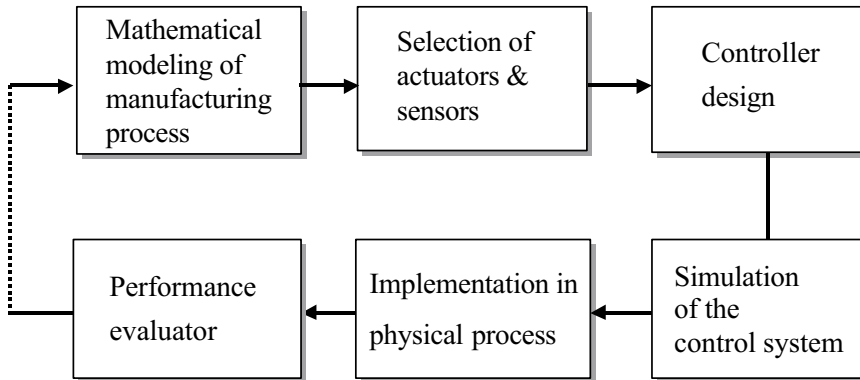 Mathematical
modeling of
manufacturing
process
Selection of
actuators &
sensors
Controller
design
Simulation
of the
control system
Implementation in
physical process
Performance
evaluator